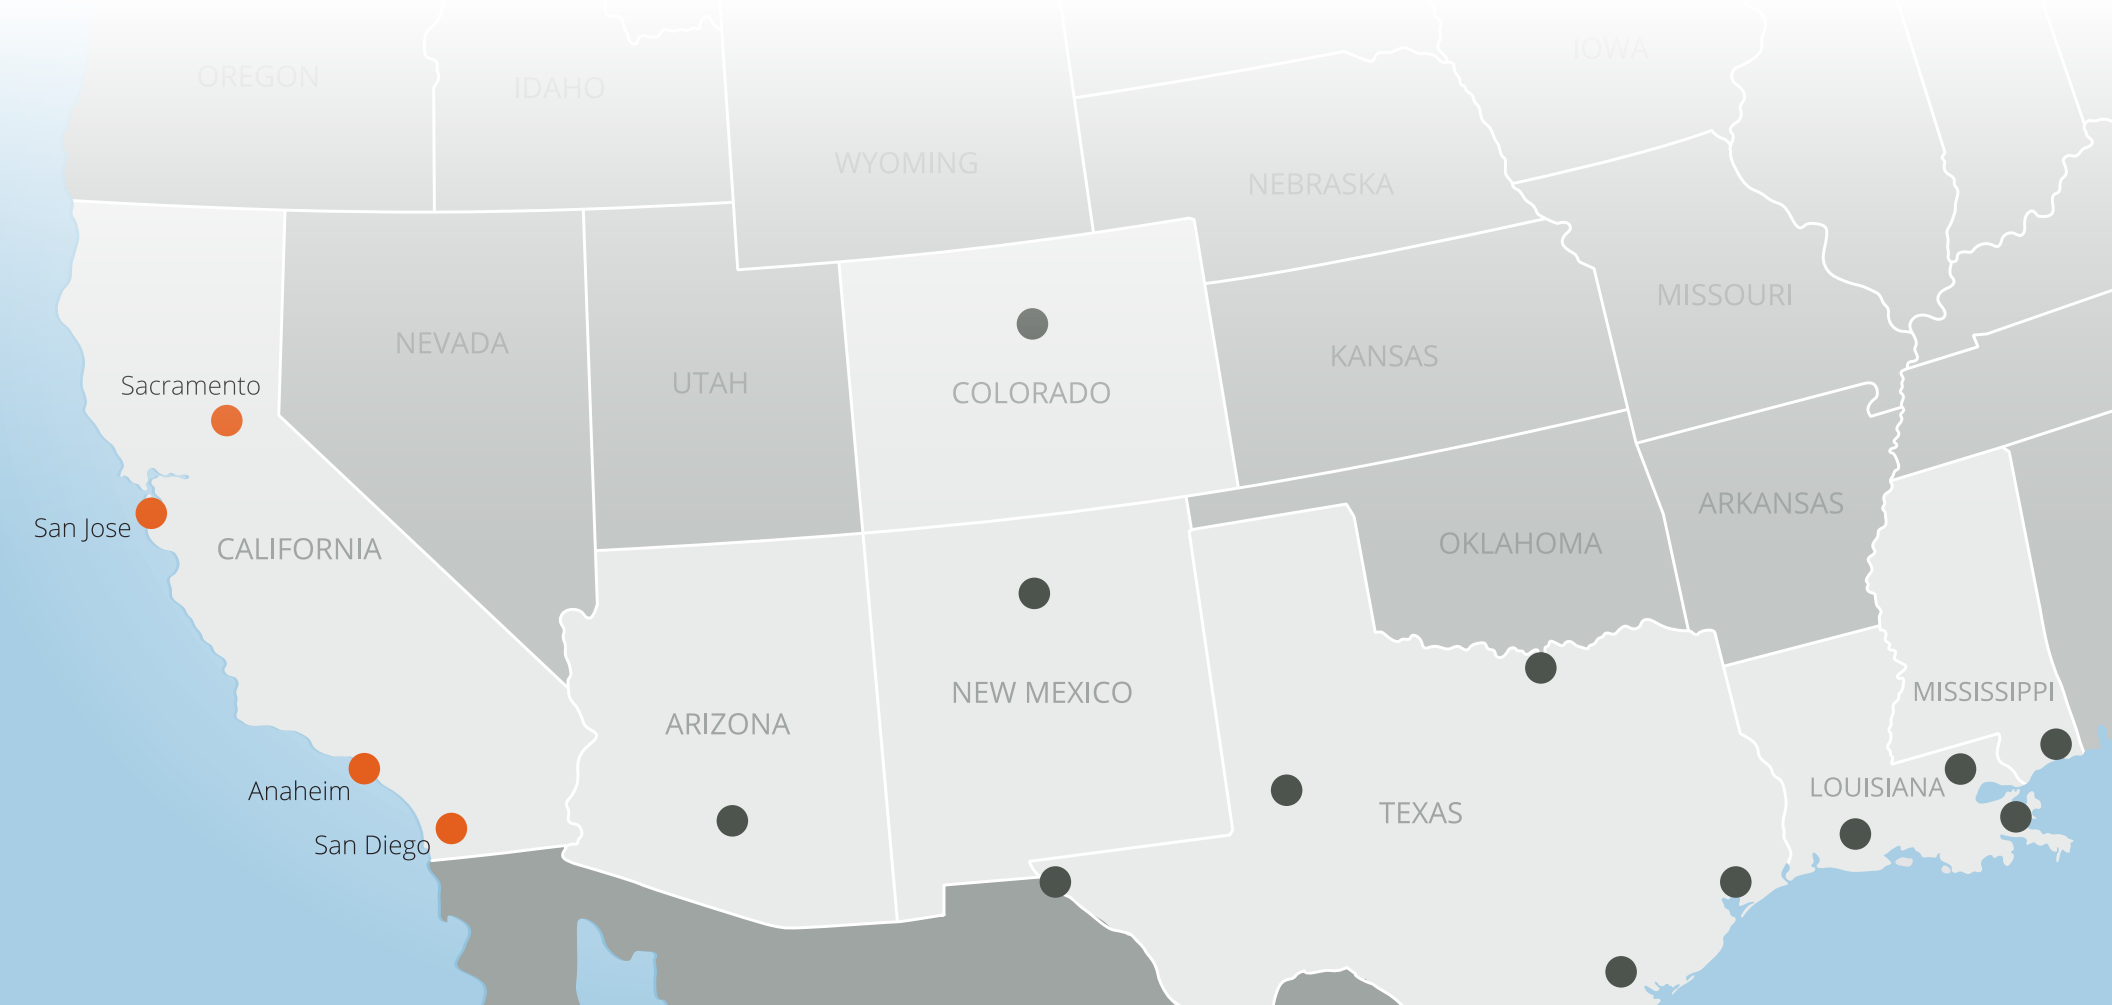 IOWA
OREGON
IDAHO
WYOMING
NEBRASKA
MISSOURI
NEVADA
KANSAS
UTAH
Sacramento
COLORADO
ARKANSAS
San Jose
CALIFORNIA
OKLAHOMA
NEW MEXICO
MISSISSIPPI
ARIZONA
Anaheim
LOUISIANA
TEXAS
San Diego